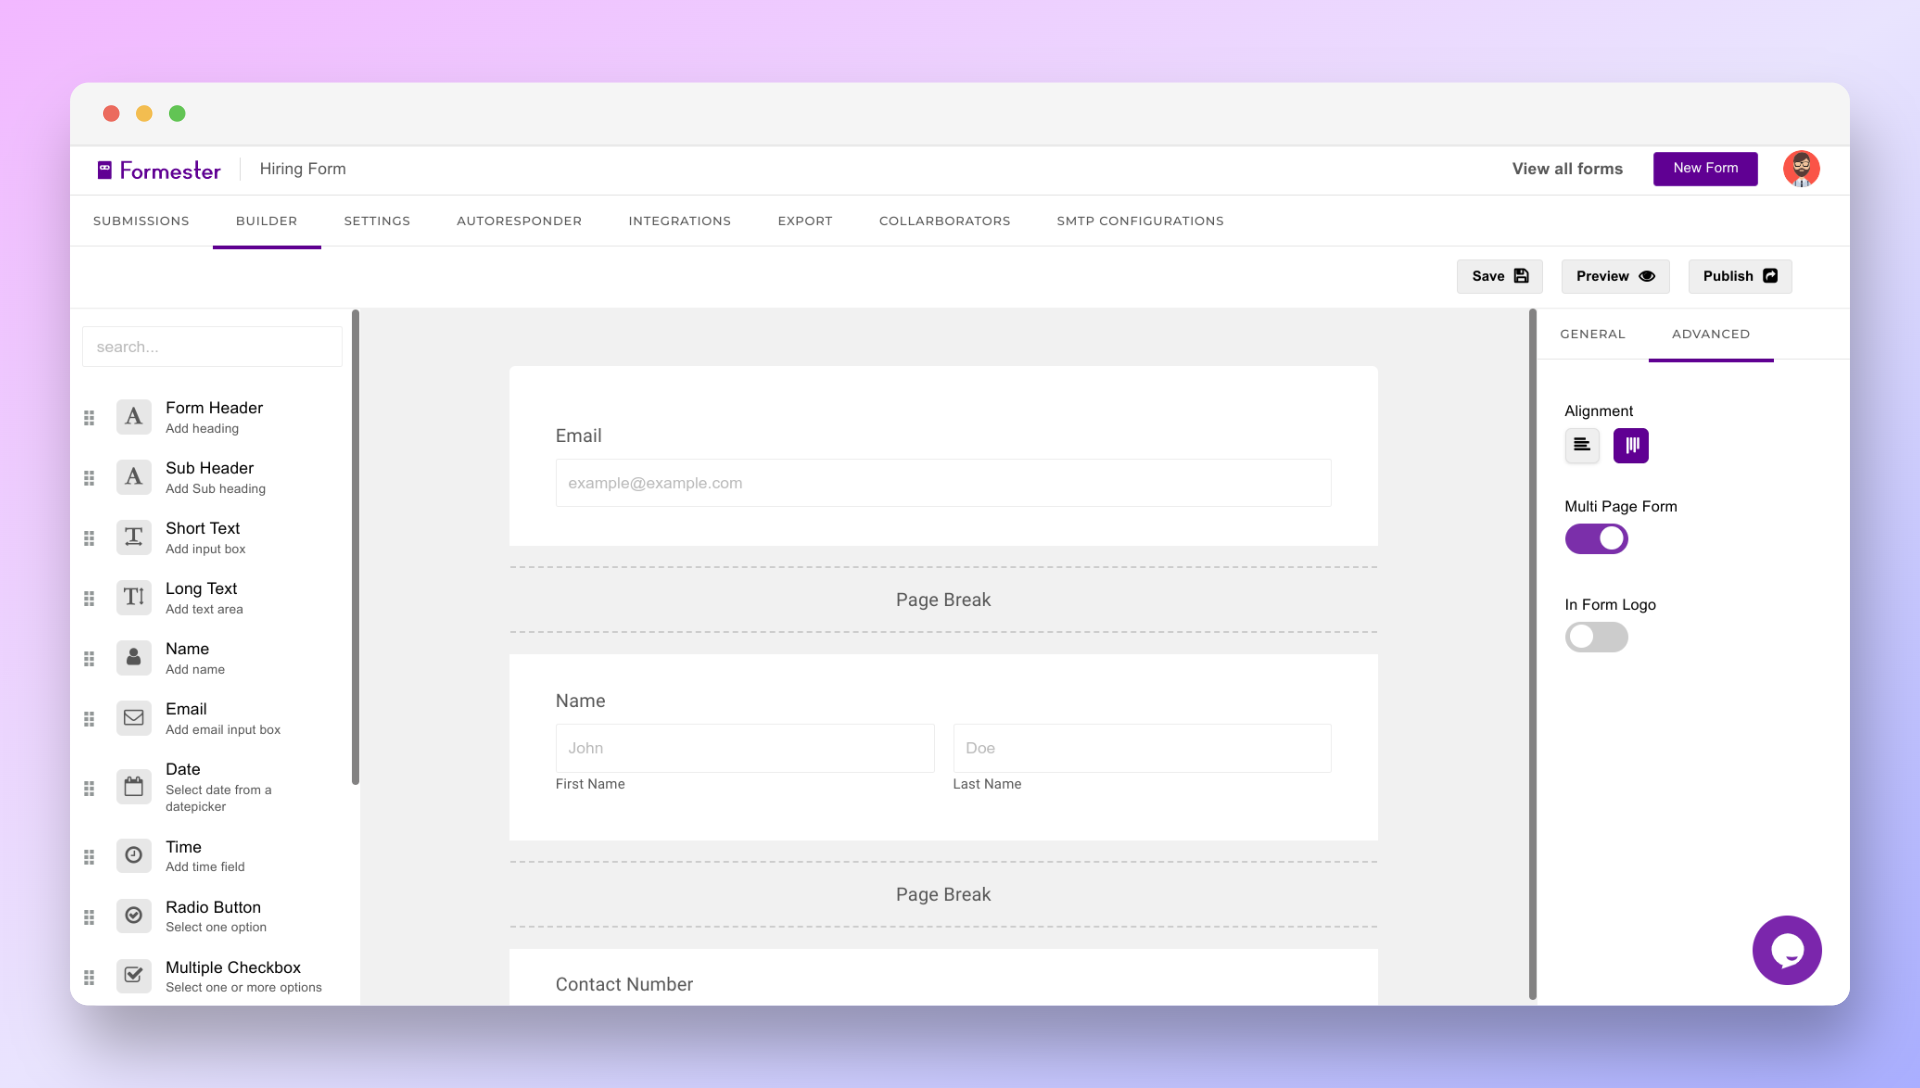 Formester
Hiring Form
View all forms
New Form
SUBMISSIONS
BUILDER
SETTINGS
AUTORESPONDER
INTEGRATIONS
EXPORT
COLLARBORATORS
SMTP CONFIGURATIONS
Save
Preview
Publish
search...
Form Header
Add heading
Sub Header
Add Sub heading
Short Text
Add input box
Long Text
Add text area
Name
Add name
Email
Add email input box
Date
Select date from a
datepicker
Time
Add time field
Radio Button
Select one option
Multiple Checkbox
Select one or more options
Email
example@example.com
Page Break
Name
John
Doe
First Name
Last Name
Page Break
Contact Number
GENERAL
ADVANCED
Alignment
Multi Page Form
In Form Logo